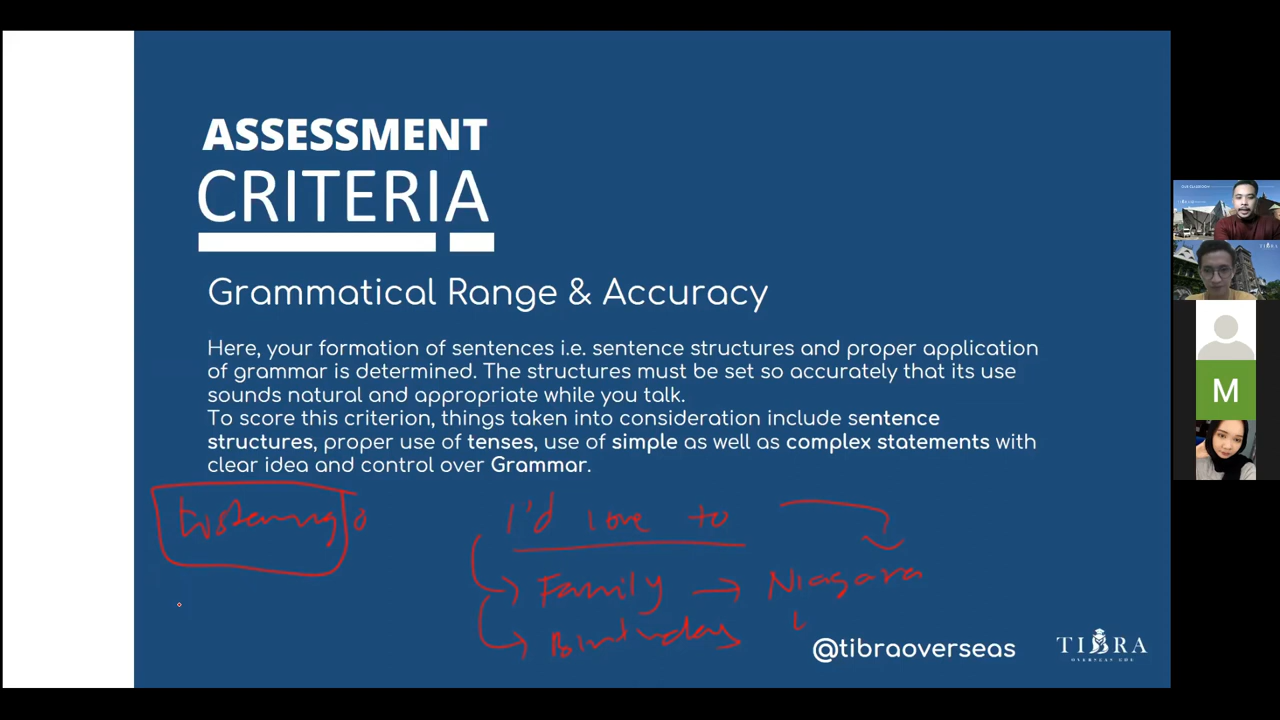 ASSESSMENT
CRITERIA
Grammatical Range & Accuracy
Here, your formation of sentences i.e. sentence structures and proper application
of grammar is determined. The structures must be set so accurately that its use
sounds natural and appropriate while you talk.
To score this criterion, things taken into consideration include sentence
structures, proper use of tenses, use of simple as well as complex statements with
clear idea and control over Grammar.
Listening
I'd love to
Family → Niagara
Birthday
@tibraoverseas
TIBRA
OVERSEAS EDU
M